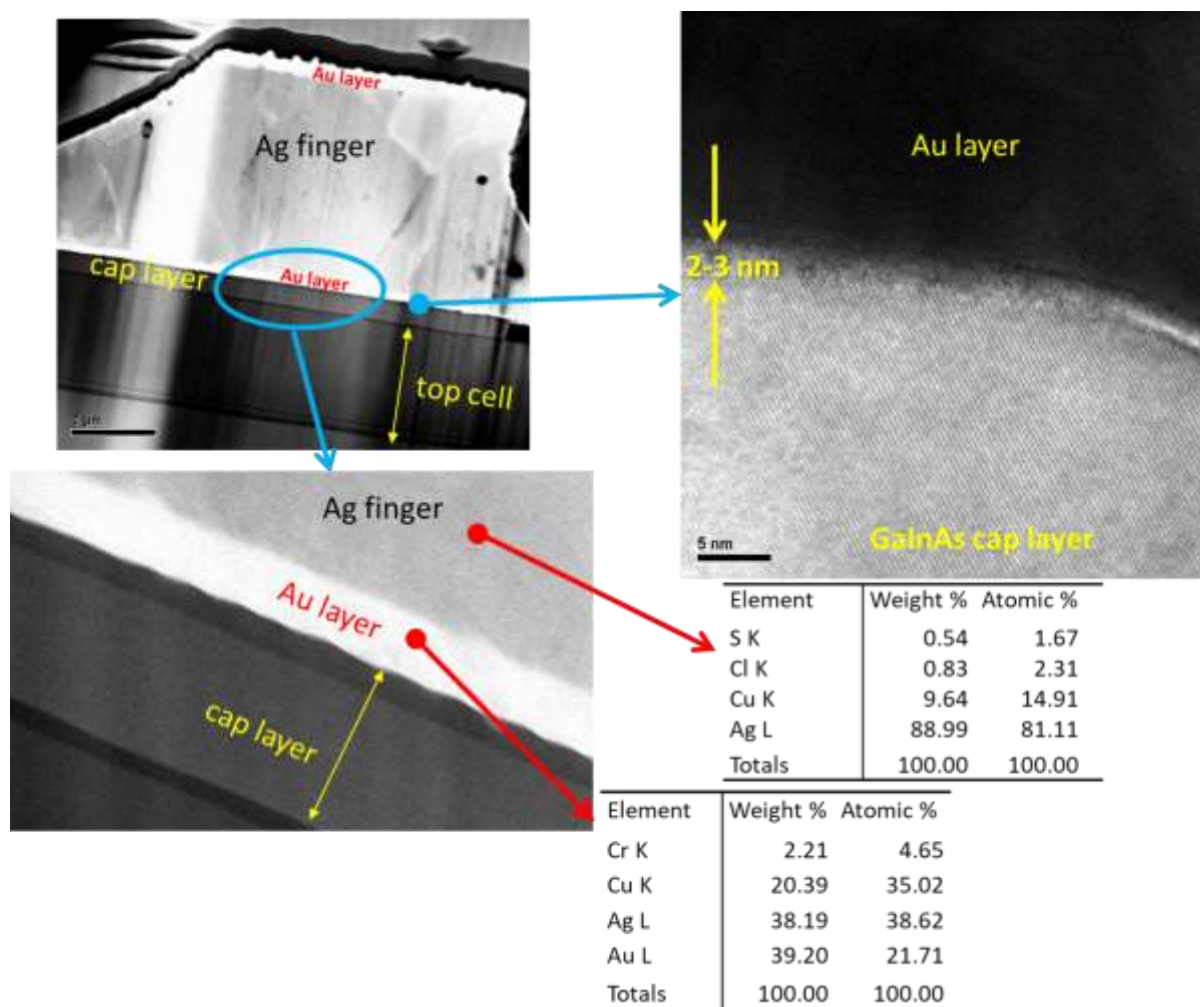 Au layer
Ag finger
cap layer
Au layer
top cell
Au layer
2-3 nm
5 nm
GaInAs cap layer
Ag finger
Au layer
cap layer
Element Weight % Atomic %
S K 0.54 1.67
Cl K 0.83 2.31
Cu K 9.64 14.91
Ag L 88.99 81.11
Totals 100.00 100.00
Element Weight % Atomic %
Cr K 2.21 4.65
Cu K 20.39 35.02
Ag L 38.19 38.62
Au L 39.20 21.71
Totals 100.00 100.00